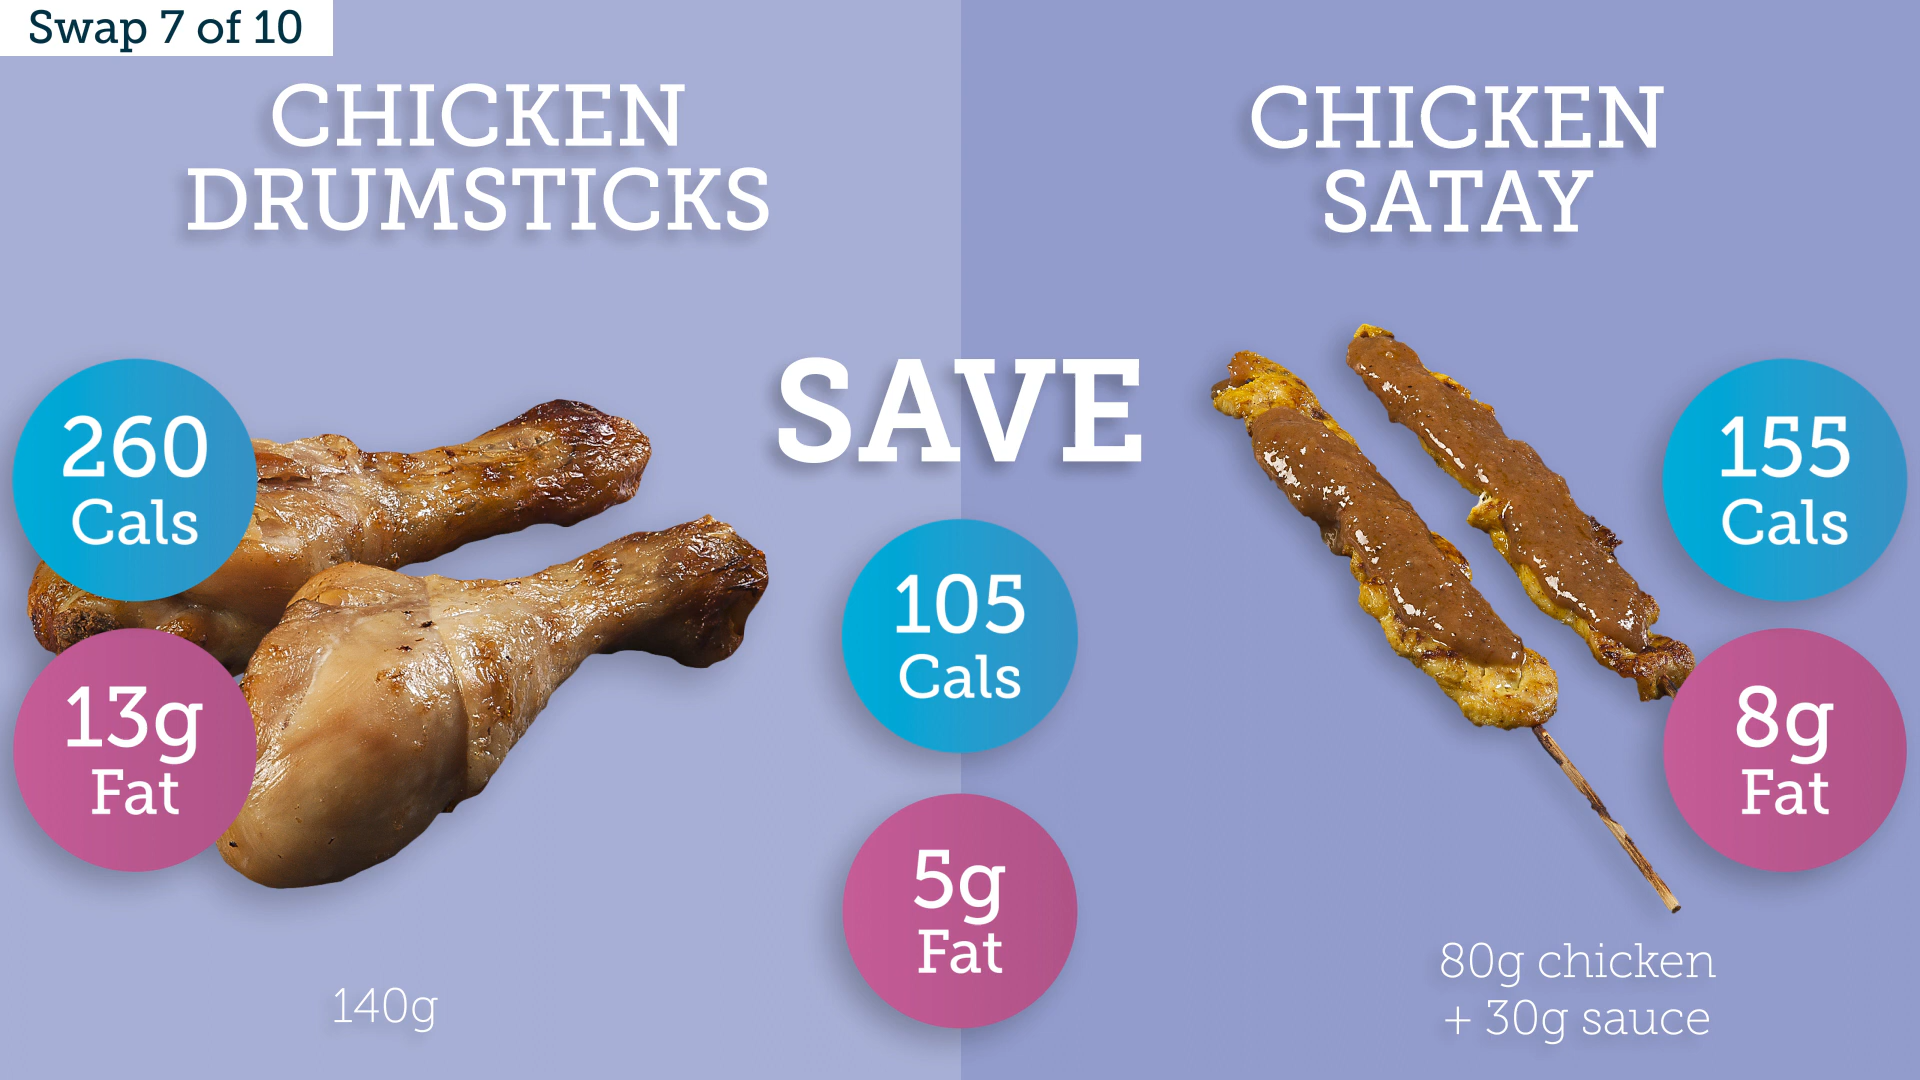 Swap 7 of 10
CHICKEN
DRUMSTICKS
260
Cals
13g
Fat
140g
SAVE
105
Cals
5g
Fat
CHICKEN
SATAY
155
Cals
8g
Fat
80g chicken
+ 30g sauce